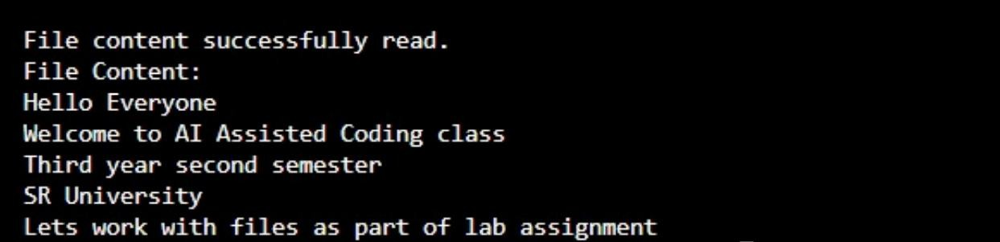 File content successfully read.
File Content:
Hello Everyone
Welcome to AI Assisted Coding class
Third year second semester
SR University
Lets work with files as part of lab assignment